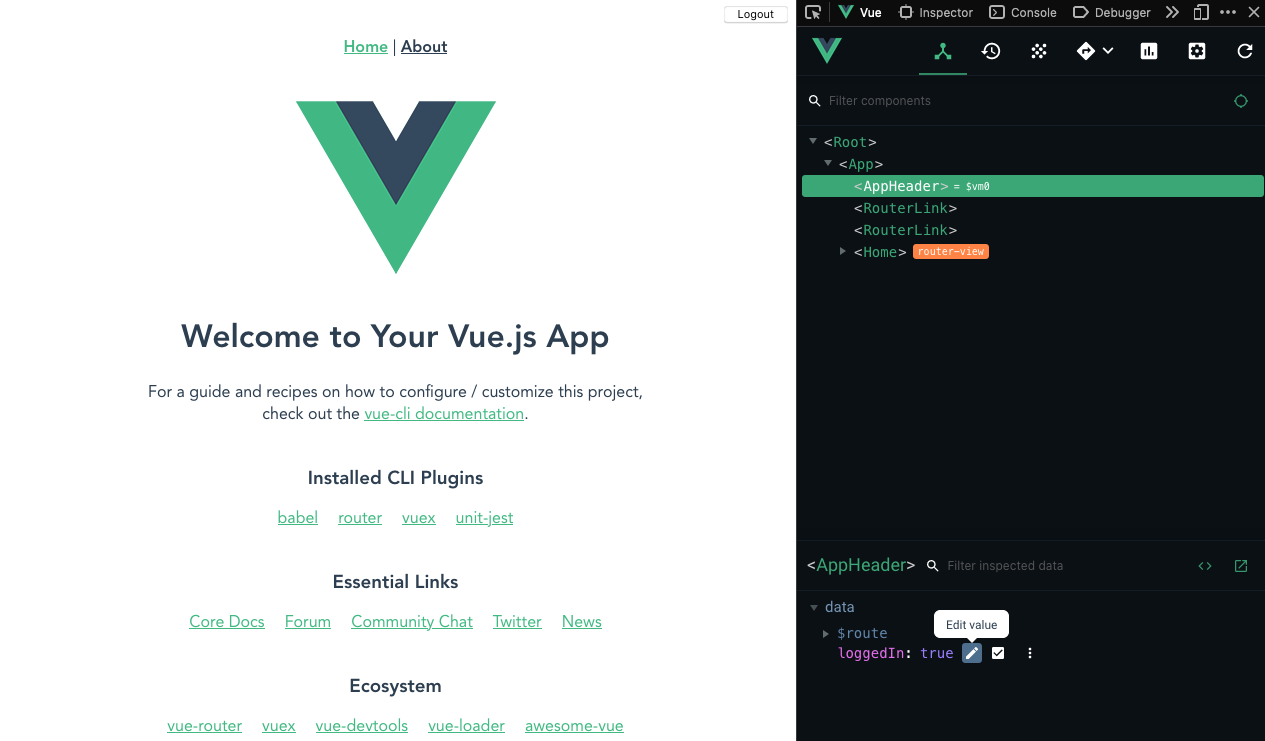 Logout
Home | About
Welcome to Your Vue.js App
For a guide and recipes on how to configure / customize this project,
check out the vue-cli documentation.
Installed CLI Plugins
babel router vuex unit-jest
Essential Links
Core Docs Forum Community Chat Twitter News
Ecosystem
vue-router vuex vue-devtools vue-loader awesome-vue
Vue Inspector Console Debugger
Filter components
<Root>
<App>
<AppHeader> = $vm0
<RouterLink>
<RouterLink>
<Home> router-view
<AppHeader> Filter inspected data
data
Edit value
$route
loggedIn: true